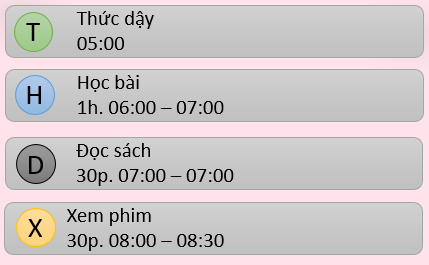 T
Thức dậy
05:00
H
Học bài
1h. 06:00 – 07:00
D
Đọc sách
30p. 07:00 – 07:00
X
Xem phim
30p. 08:00 – 08:30